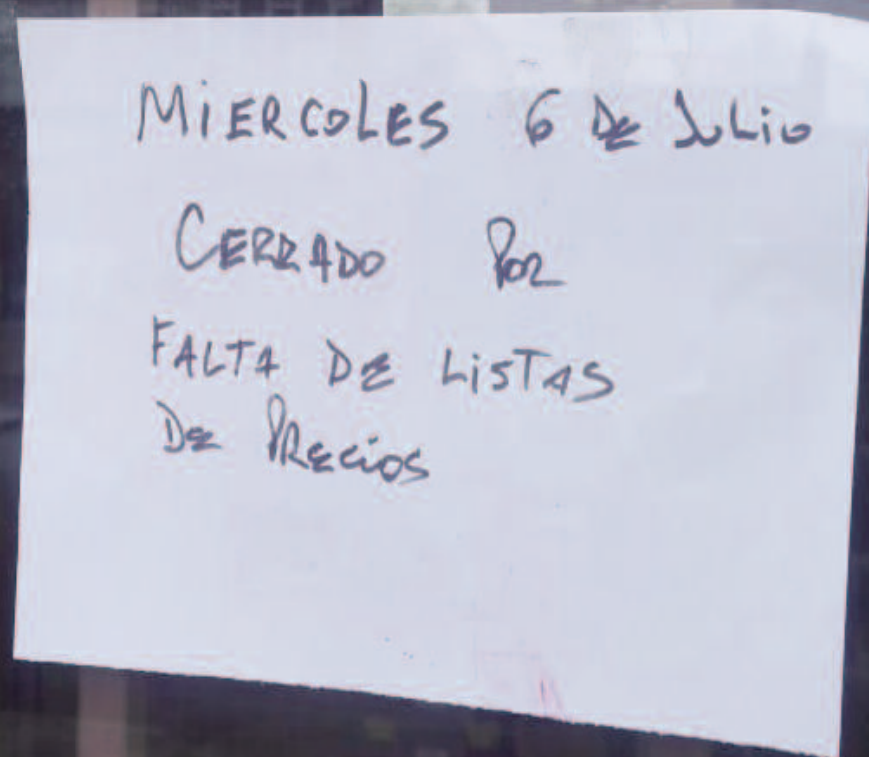 MiERCOLES 6 DE JULIO
CERRADO POR
FALTA DE LiSTAS
DE PRECIOS